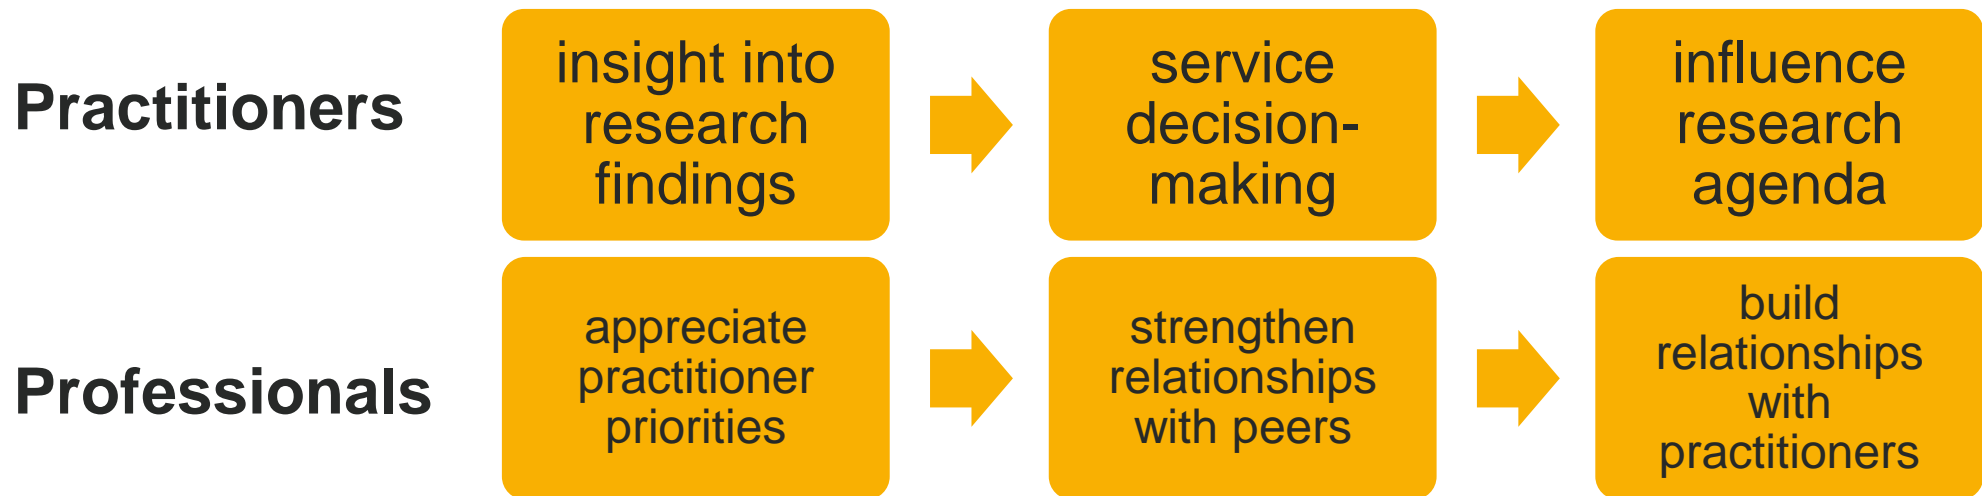 Practitioners
insight into
research
findings
service
decision-
making
influence
research
agenda
Professionals
appreciate
practitioner
priorities
strengthen
relationships
with peers
build
relationships
with
practitioners